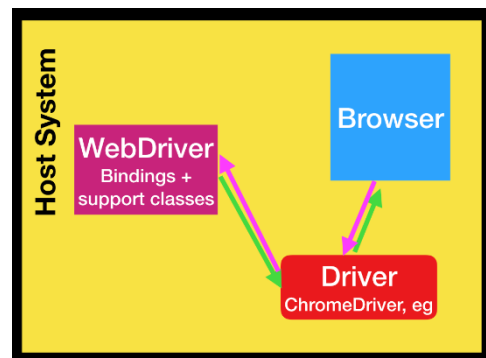 Host System
WebDriver
Bindings +
support classes
Browser
Driver
ChromeDriver, eg